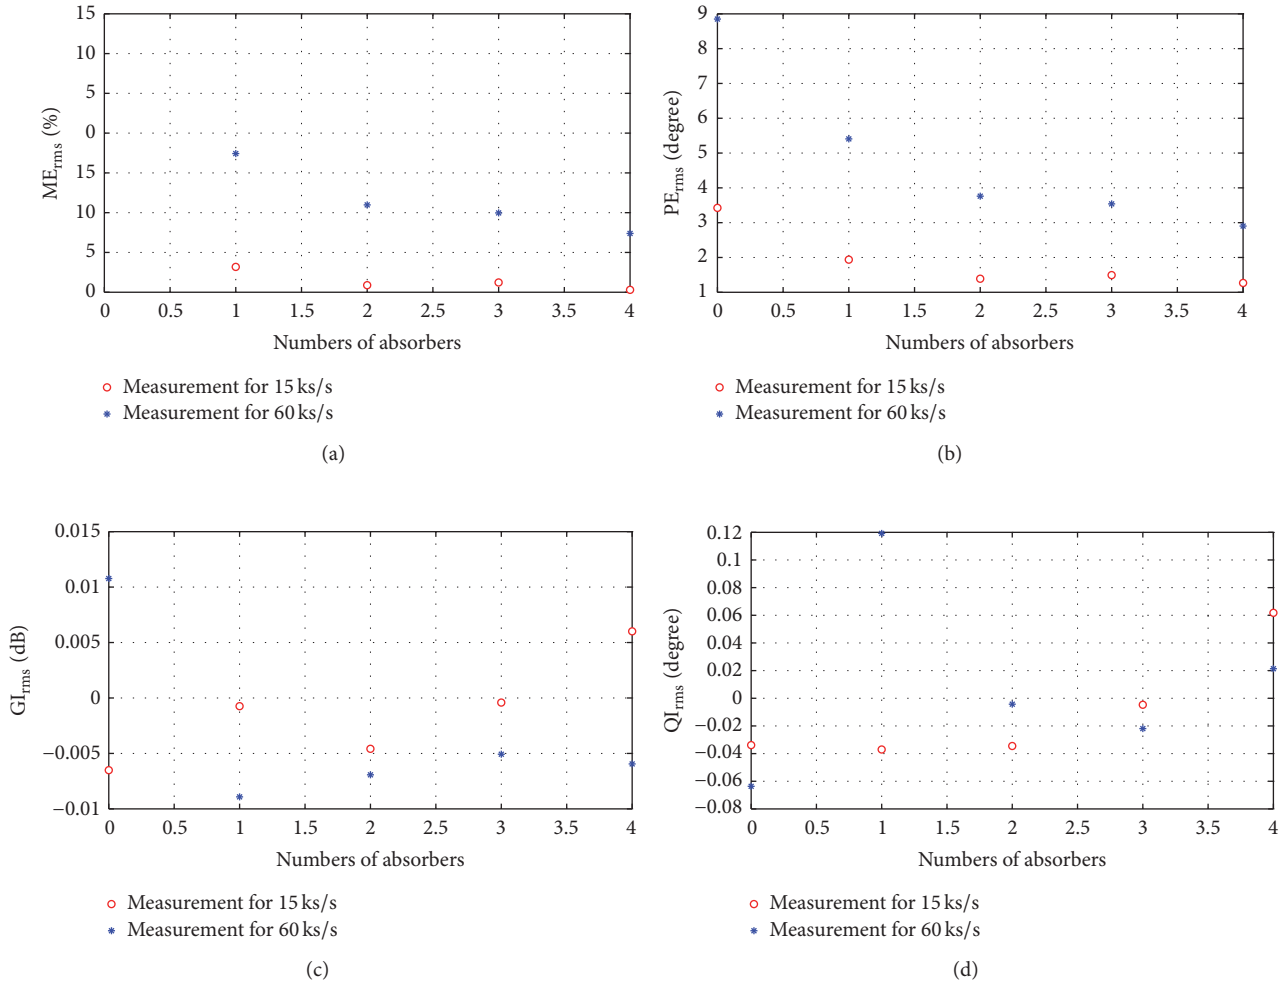 15
10
5
0
15
10
5
0
ME_rms (%)
0 0.5 1 1.5 2 2.5 3 3.5 4
Numbers of absorbers
Measurement for 15 ks/s
Measurement for 60 ks/s
(a)
9
8
7
6
5
4
3
2
1
PE_rms (degree)
0 0.5 1 1.5 2 2.5 3 3.5 4
Numbers of absorbers
Measurement for 15 ks/s
Measurement for 60 ks/s
(b)
0.015
0.01
0.005
0
−0.005
−0.01
GI_rms (dB)
0 0.5 1 1.5 2 2.5 3 3.5 4
Numbers of absorbers
Measurement for 15 ks/s
Measurement for 60 ks/s
(c)
0.12
0.1
0.08
0.06
0.04
0.02
0
−0.02
−0.04
−0.06
−0.08
QI_rms (degree)
0 0.5 1 1.5 2 2.5 3 3.5 4
Numbers of absorbers
Measurement for 15 ks/s
Measurement for 60 ks/s
(d)